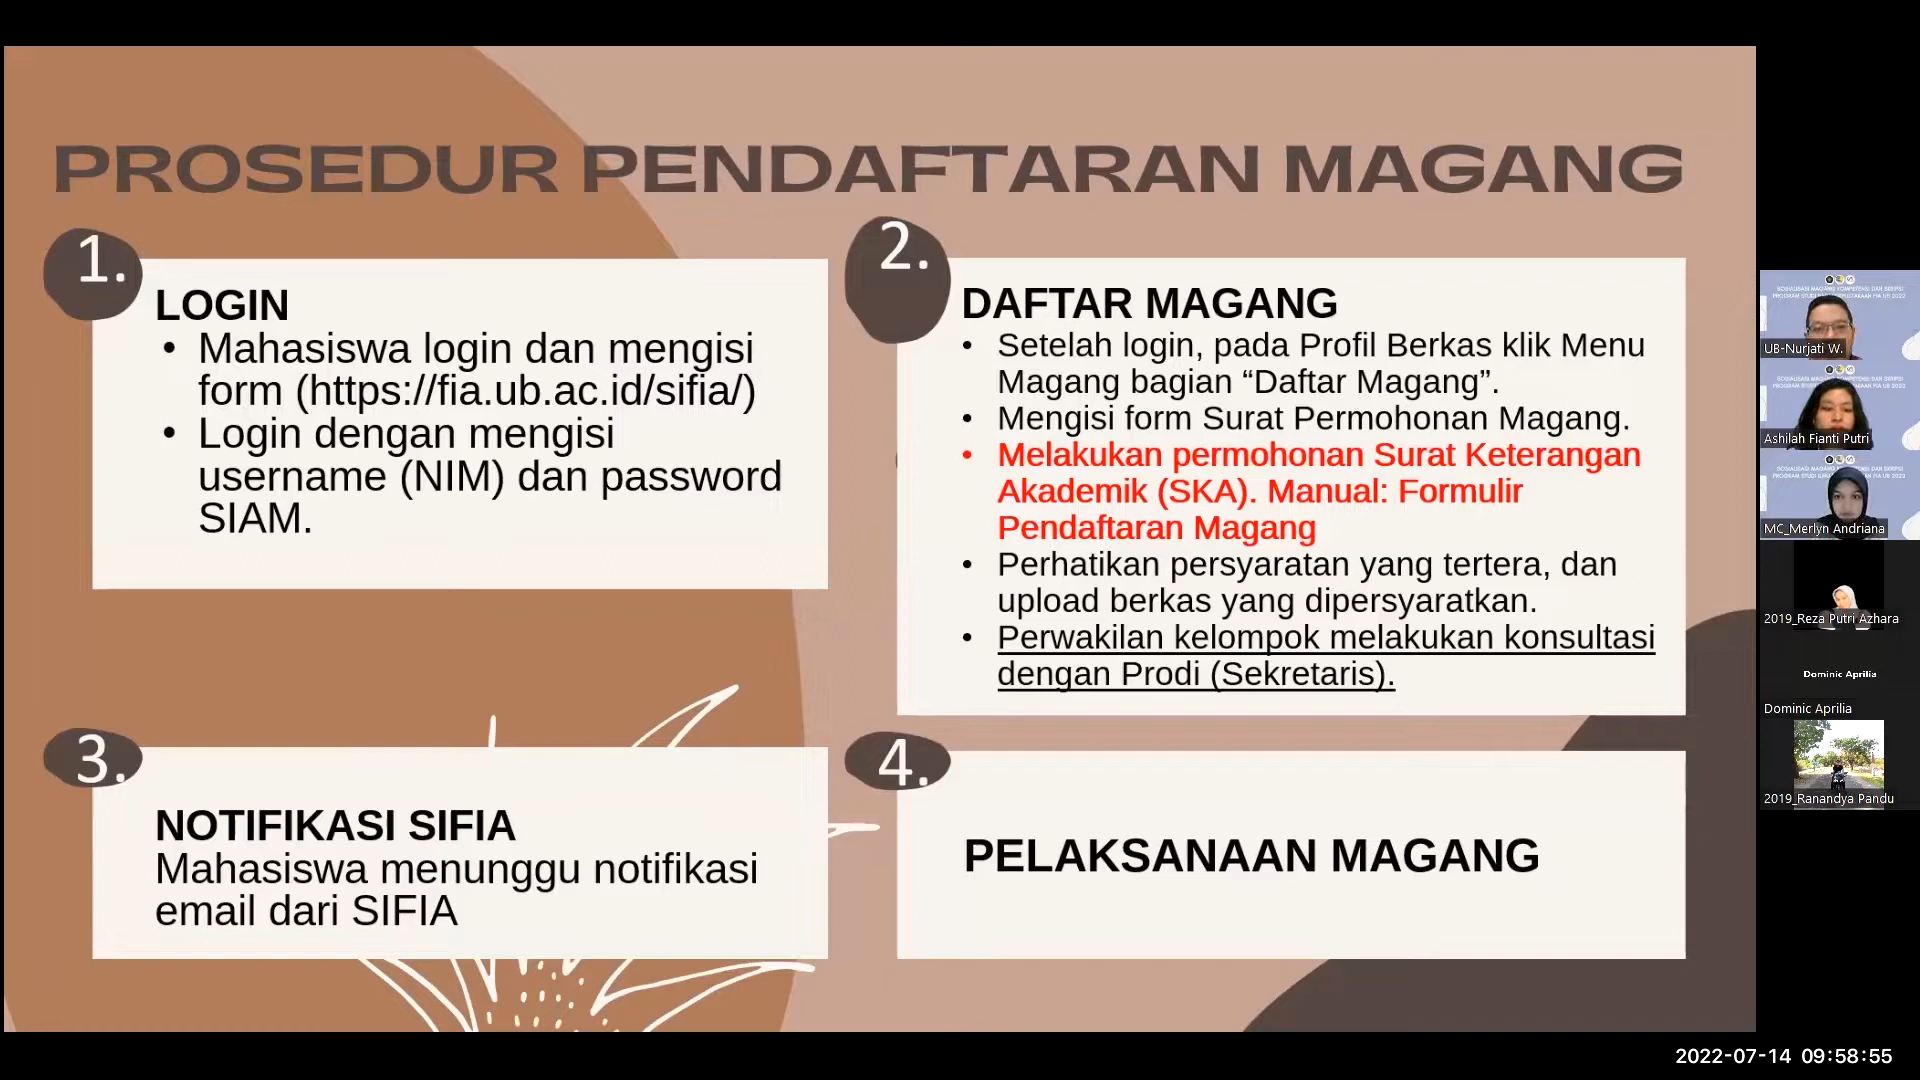 PROSEDUR PENDAFTARAN MAGANG
1.
LOGIN
• Mahasiswa login dan mengisi
form (https://fia.ub.ac.id/sifia/)
• Login dengan mengisi
username (NIM) dan password
SIAM.
2.
DAFTAR MAGANG
• Setelah login, pada Profil Berkas klik Menu
Magang bagian “Daftar Magang”.
• Mengisi form Surat Permohonan Magang.
• Melakukan permohonan Surat Keterangan
Akademik (SKA). Manual: Formulir
Pendaftaran Magang
• Perhatikan persyaratan yang tertera, dan
upload berkas yang dipersyaratkan.
• Perwakilan kelompok melakukan konsultasi
dengan Prodi (Sekretaris).
3.
NOTIFIKASI SIFIA
Mahasiswa menunggu notifikasi
email dari SIFIA
4.
PELAKSANAAN MAGANG
UB-Nurjati W.
Ashilah Fianti Putri
MC_Merlyn Andriana
2019_Reza Putri Azhara
Dominic Aprilia
Dominic Aprilia
2019_Ranandya Pandu
2022-07-14 09:58:55